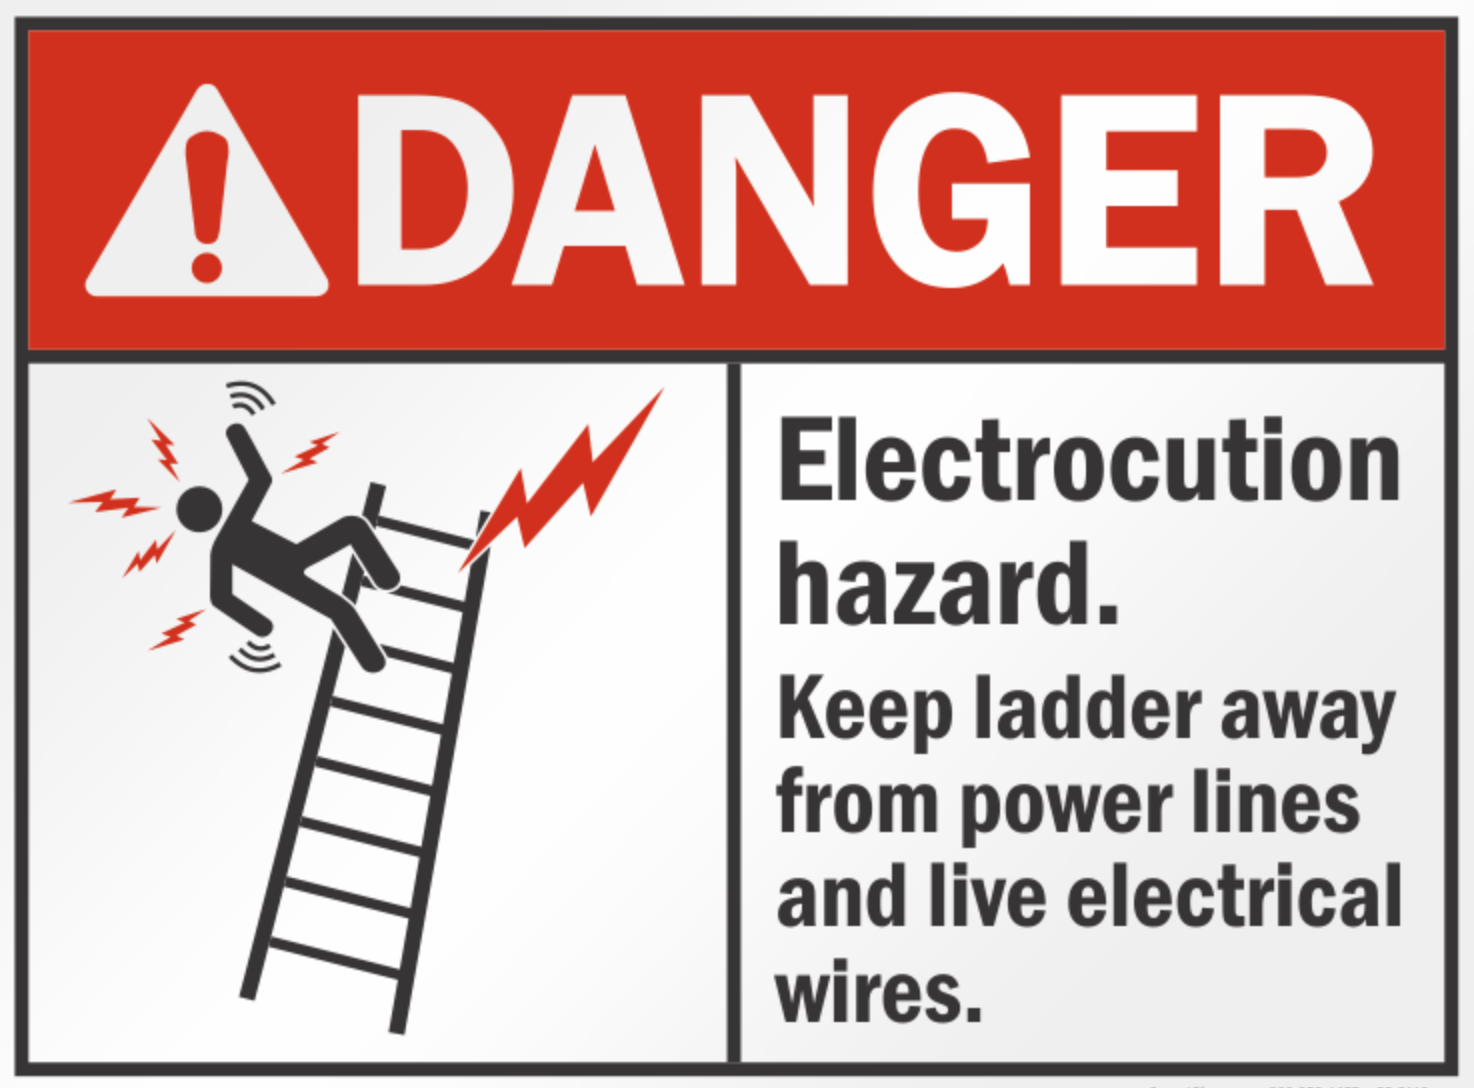 DANGER
Electrocution
hazard.
Keep ladder away
from power lines
and live electrical
wires.